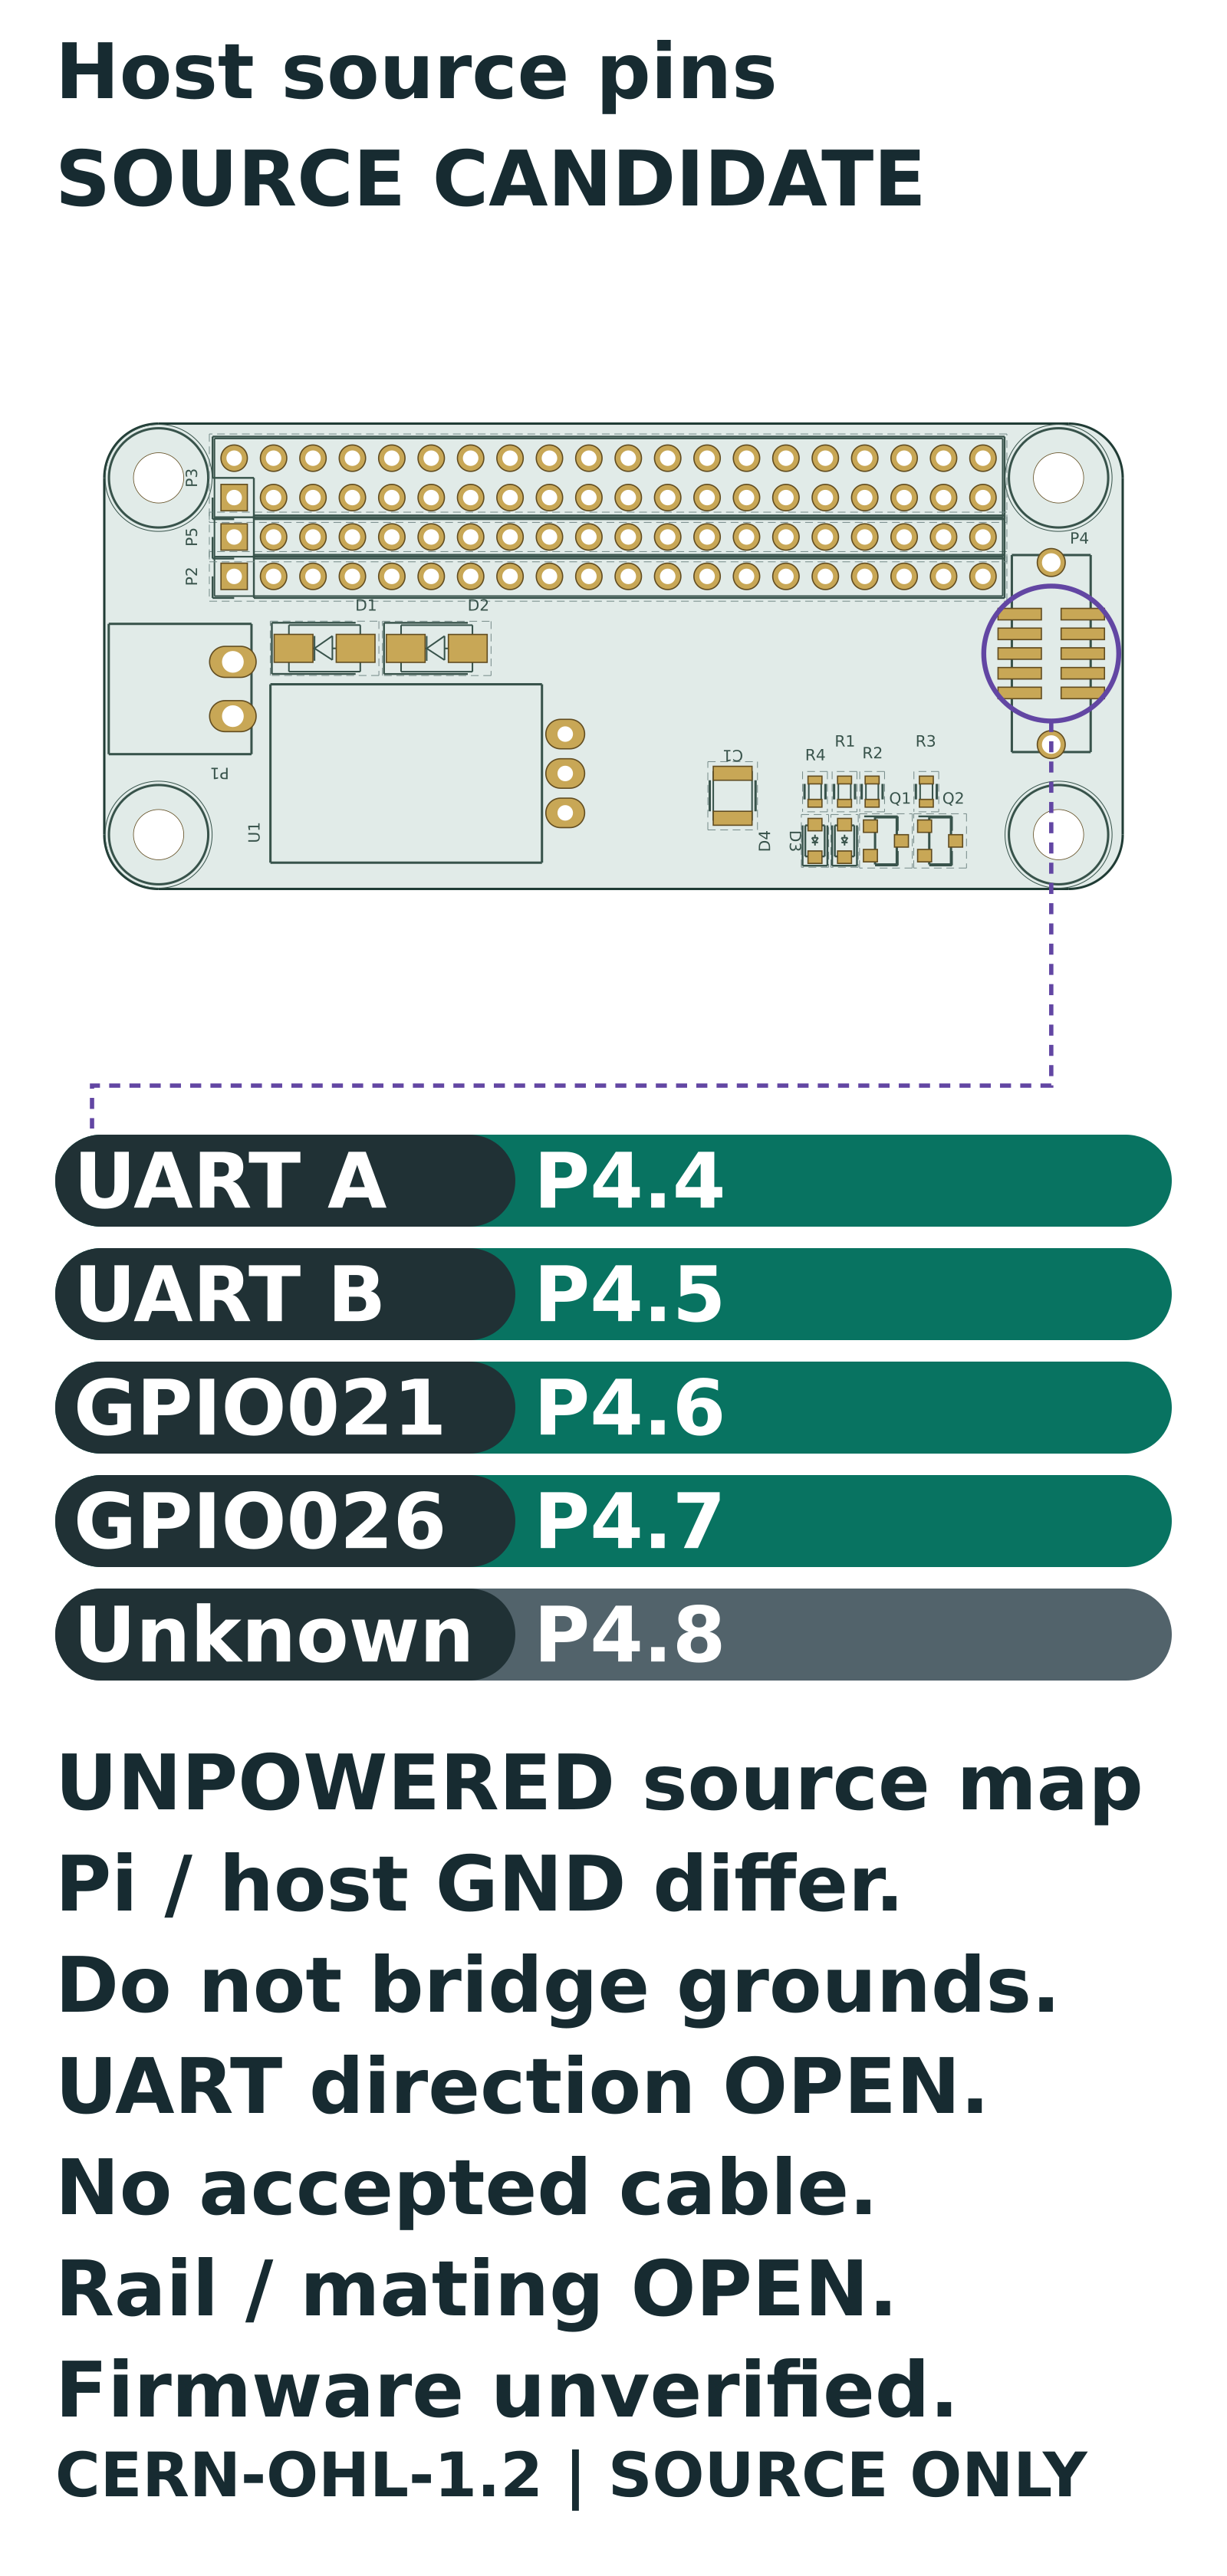 Host source pins
SOURCE CANDIDATE
P3
P5
P2
P4
D1 D2
P1
U1
C1
R4 R1 R2 R3
Q1 Q2
D4 D3
UART A P4.4
UART B P4.5
GPIO021 P4.6
GPIO026 P4.7
Unknown P4.8
UNPOWERED source map
Pi / host GND differ.
Do not bridge grounds.
UART direction OPEN.
No accepted cable.
Rail / mating OPEN.
Firmware unverified.
CERN-OHL-1.2 | SOURCE ONLY